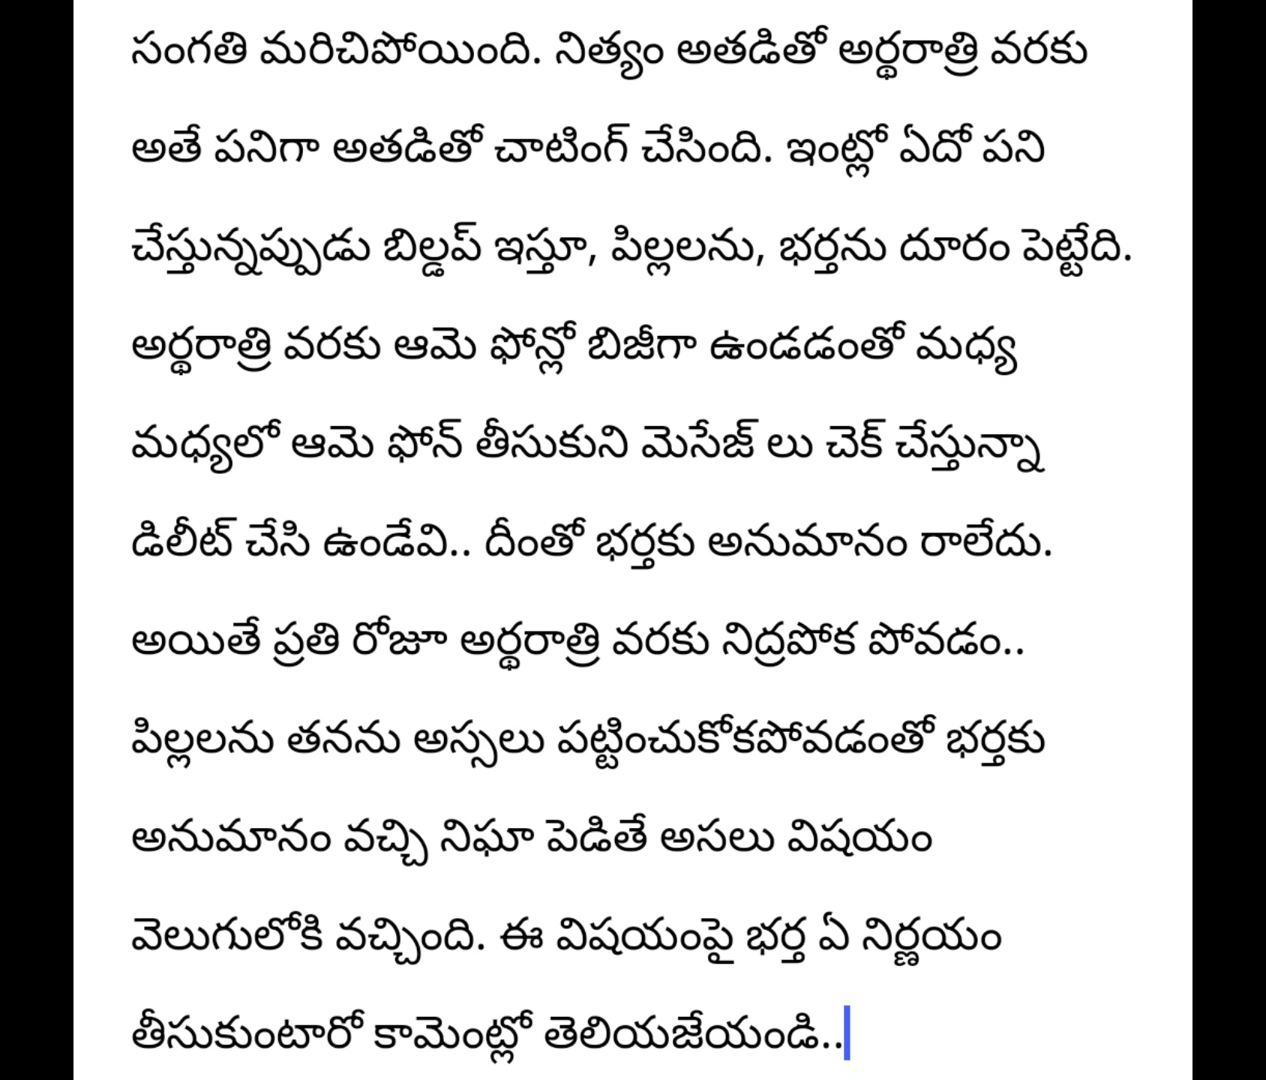 సంగతి మరిచిపోయింది. నిత్యం అతడితో అర్థరాత్రి వరకు
అతే పనిగా అతడితో చాటింగ్ చేసింది. ఇంట్లో ఏదో పని
చేస్తున్నప్పుడు బిల్డప్ ఇస్తూ, పిల్లలను, భర్తను దూరం పెట్టేది.
అర్థరాత్రి వరకు ఆమె ఫోన్లో బిజీగా ఉండడంతో మధ్య
మధ్యలో ఆమె ఫోన్ తీసుకుని మెసేజ్ లు చెక్ చేస్తున్నా
డిలీట్ చేసి ఉండేవి.. దీంతో భర్తకు అనుమానం రాలేదు.
అయితే ప్రతి రోజూ అర్థరాత్రి వరకు నిద్రపోక పోవడం..
పిల్లలను తనను అస్సలు పట్టించుకోకపోవడంతో భర్తకు
అనుమానం వచ్చి నిఘా పెడితే అసలు విషయం
వెలుగులోకి వచ్చింది. ఈ విషయంపై భర్త ఏ నిర్ణయం
తీసుకుంటారో కామెంట్లో తెలియజేయండి..